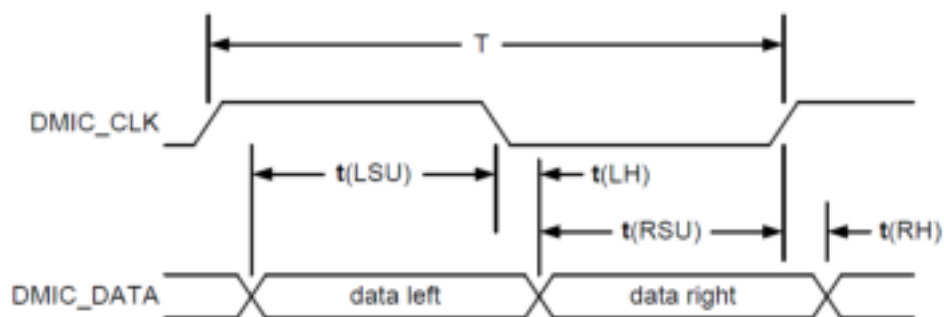 T
DMIC_CLK
t(LSU)
t(LH)
t(RSU)
t(RH)
DMIC_DATA
data left
data right